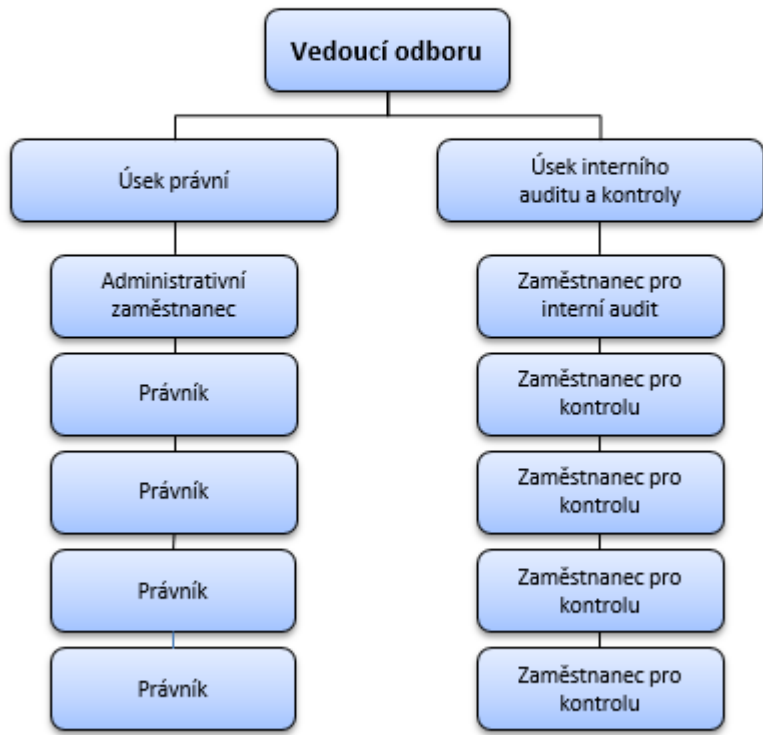 Vedoucí odboru
Úsek právní
Úsek interního
auditu a kontroly
Administrativní
zaměstnanec
Zaměstnanec pro
interní audit
Právník
Zaměstnanec pro
kontrolu
Právník
Zaměstnanec pro
kontrolu
Právník
Zaměstnanec pro
kontrolu
Právník
Zaměstnanec pro
kontrolu